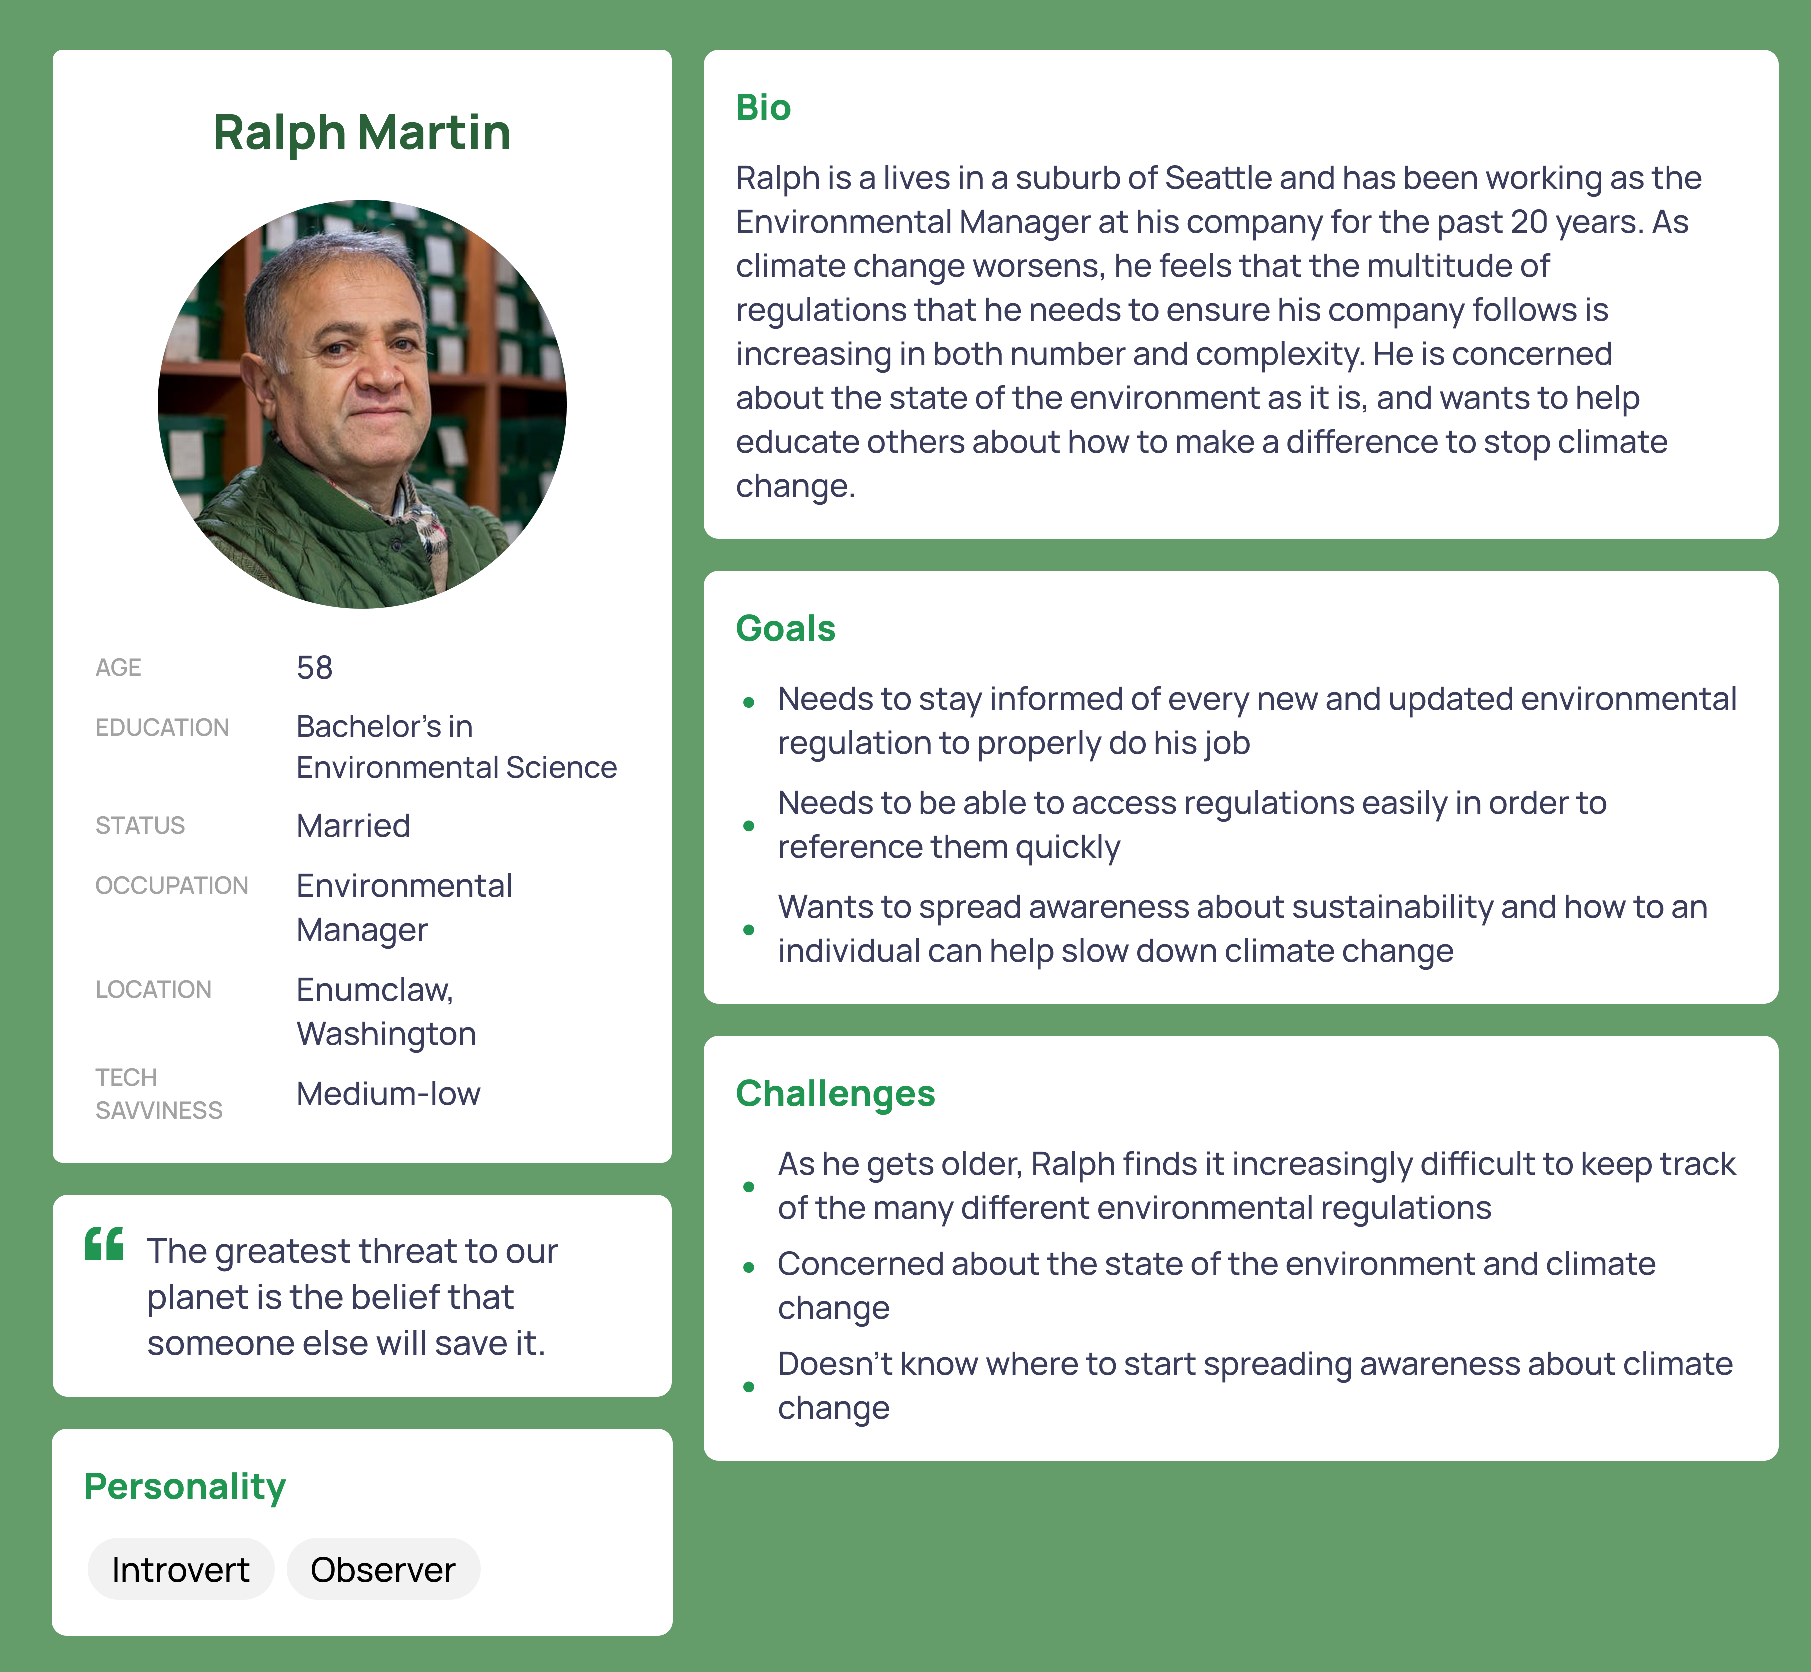 Ralph Martin
AGE
58
EDUCATION
Bachelor's in
Environmental Science
STATUS
Married
OCCUPATION
Environmental
Manager
LOCATION
Enumclaw,
Washington
TECH
SAVVINESS
Medium-low
“
The greatest threat to our
planet is the belief that
someone else will save it.
Personality
Introvert
Observer
Bio
Ralph is a lives in a suburb of Seattle and has been working as the
Environmental Manager at his company for the past 20 years. As
climate change worsens, he feels that the multitude of
regulations that he needs to ensure his company follows is
increasing in both number and complexity. He is concerned
about the state of the environment as it is, and wants to help
educate others about how to make a difference to stop climate
change.
Goals
• Needs to stay informed of every new and updated environmental
regulation to properly do his job
• Needs to be able to access regulations easily in order to
reference them quickly
• Wants to spread awareness about sustainability and how to an
individual can help slow down climate change
Challenges
• As he gets older, Ralph finds it increasingly difficult to keep track
of the many different environmental regulations
• Concerned about the state of the environment and climate
change
• Doesn't know where to start spreading awareness about climate
change